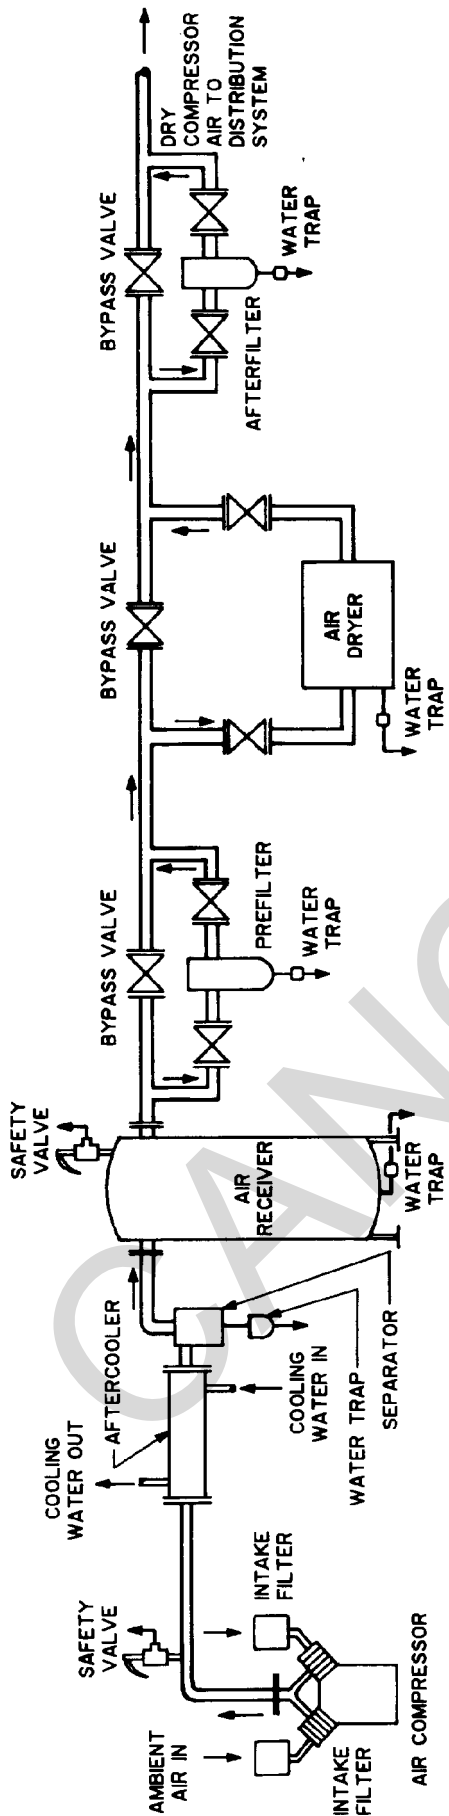 AMBIENT
AIR IN
INTAKE
FILTER
AIR COMPRESSOR
INTAKE
FILTER
SAFETY
VALVE
COOLING
WATER OUT
AFTERCOOLER
COOLING
WATER IN
WATER TRAP
SEPARATOR
SAFETY
VALVE
AIR
RECEIVER
WATER
TRAP
BYPASS VALVE
PREFILTER
WATER
TRAP
BYPASS VALVE
AIR
DRYER
WATER
TRAP
BYPASS VALVE
AFTERFILTER
WATER
TRAP
DRY
COMPRESSOR
AIR TO
DISTRIBUTION
SYSTEM